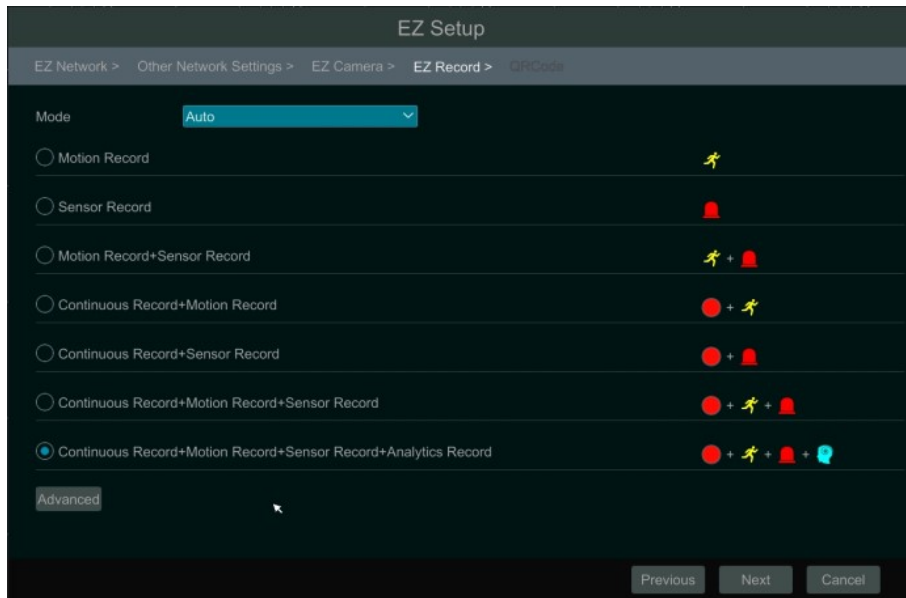 EZ Setup
EZ Network > Other Network Settings > EZ Camera > EZ Record > QRCode
Mode Auto
Motion Record
Sensor Record
Motion Record+Sensor Record +
Continuous Record+Motion Record +
Continuous Record+Sensor Record +
Continuous Record+Motion Record+Sensor Record + +
Continuous Record+Motion Record+Sensor Record+Analytics Record + + +
Advanced
Previous Next Cancel